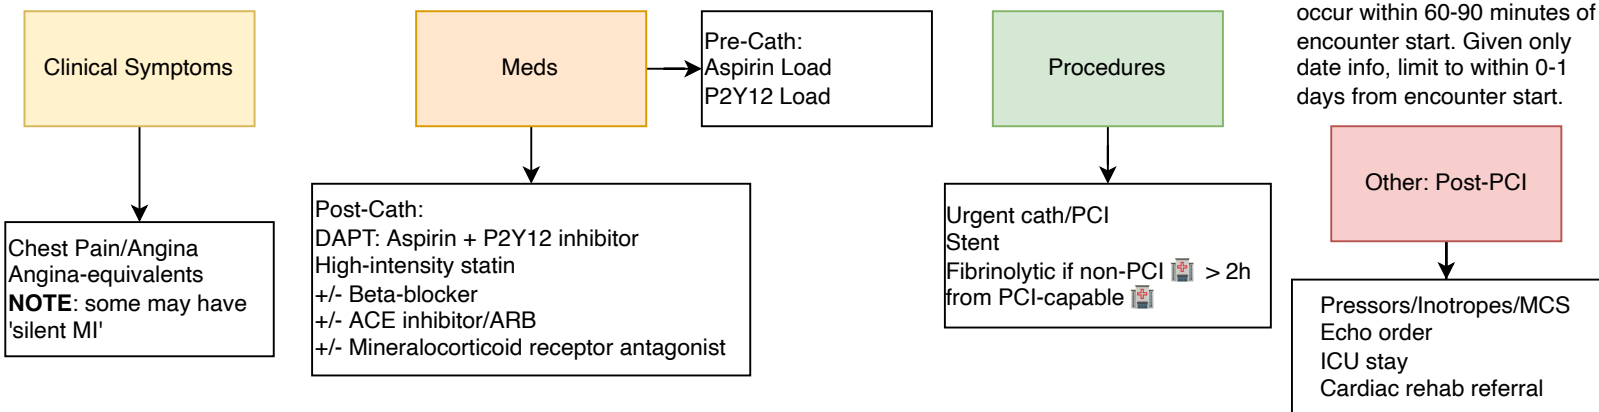 Clinical Symptoms
Chest Pain/Angina
Angina-equivalents
NOTE: some may have
'silent MI'
Meds
Pre-Cath:
Aspirin Load
P2Y12 Load
Post-Cath:
DAPT: Aspirin + P2Y12 inhibitor
High-intensity statin
+/- Beta-blocker
+/- ACE inhibitor/ARB
+/- Mineralocorticoid receptor antagonist
Procedures
Urgent cath/PCI
Stent
Fibrinolytic if non-PCI 🏥 > 2h
from PCI-capable 🏥
occur within 60-90 minutes of
encounter start. Given only
date info, limit to within 0-1
days from encounter start.
Other: Post-PCI
Pressors/Inotropes/MCS
Echo order
ICU stay
Cardiac rehab referral